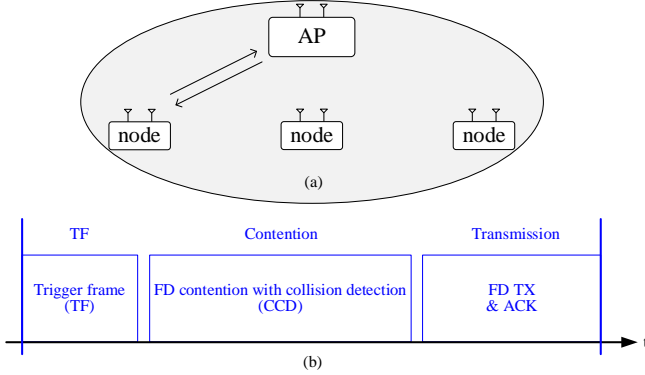 AP
node
node
node
(a)
TF
Contention
Transmission
Trigger frame
(TF)
FD contention with collision detection
(CCD)
FD TX
& ACK
t
(b)